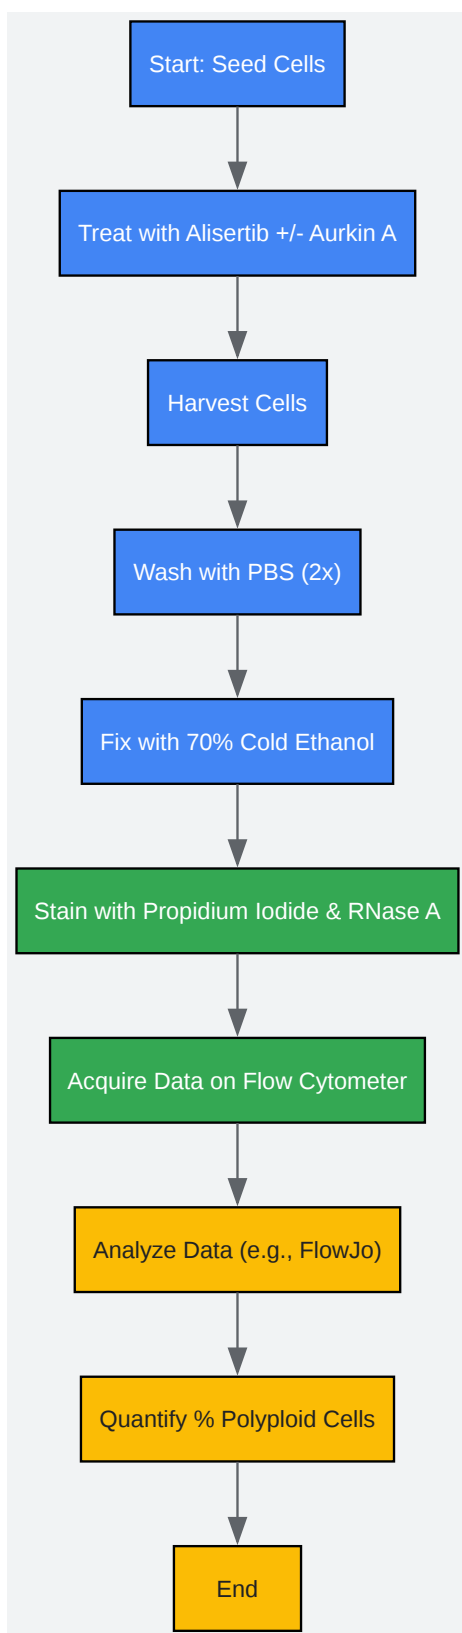 Start: Seed Cells
Treat with Alisertib +/- Aurkin A
Harvest Cells
Wash with PBS (2x)
Fix with 70% Cold Ethanol
Stain with Propidium Iodide & RNase A
Acquire Data on Flow Cytometer
Analyze Data (e.g., FlowJo)
Quantify % Polyploid Cells
End